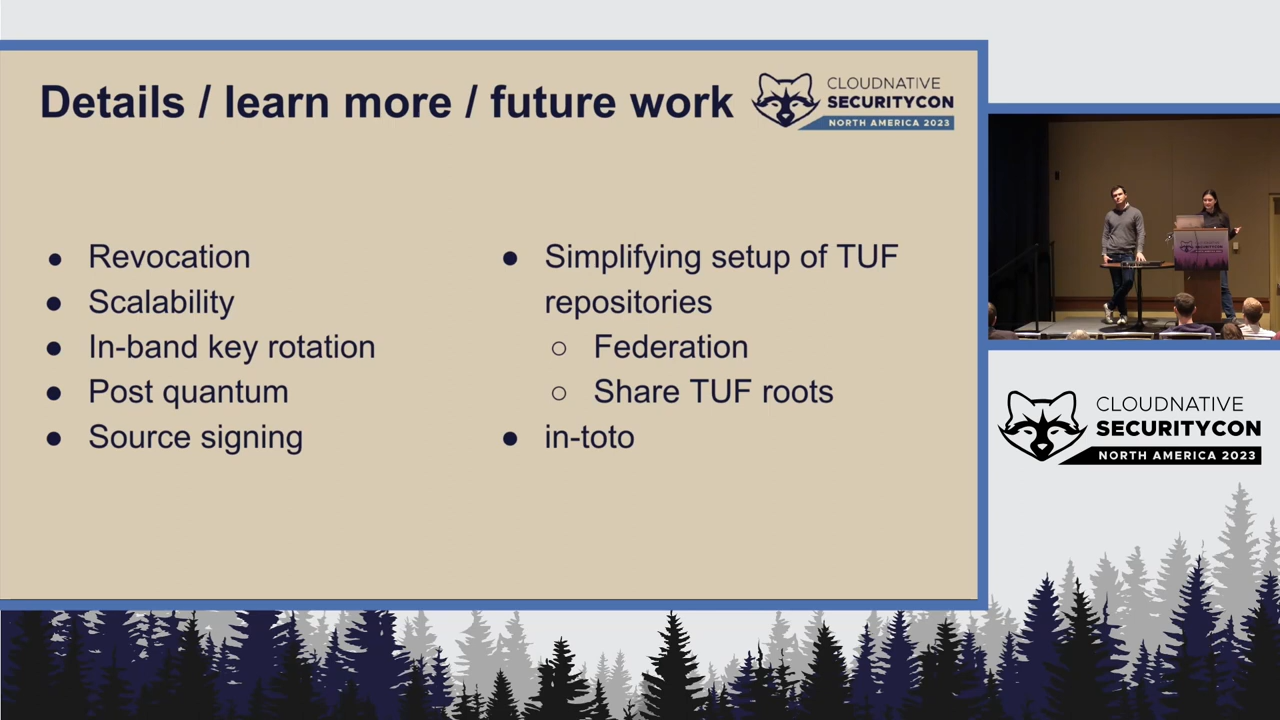 Details / learn more / future work
CLOUDNATIVE
SECURITYCON
NORTH AMERICA 2023
● Revocation
● Scalability
● In-band key rotation
● Post quantum
● Source signing
● Simplifying setup of TUF
repositories
○ Federation
○ Share TUF roots
● in-toto
CLOUDNATIVE
SECURITYCON
NORTH AMERICA 2023